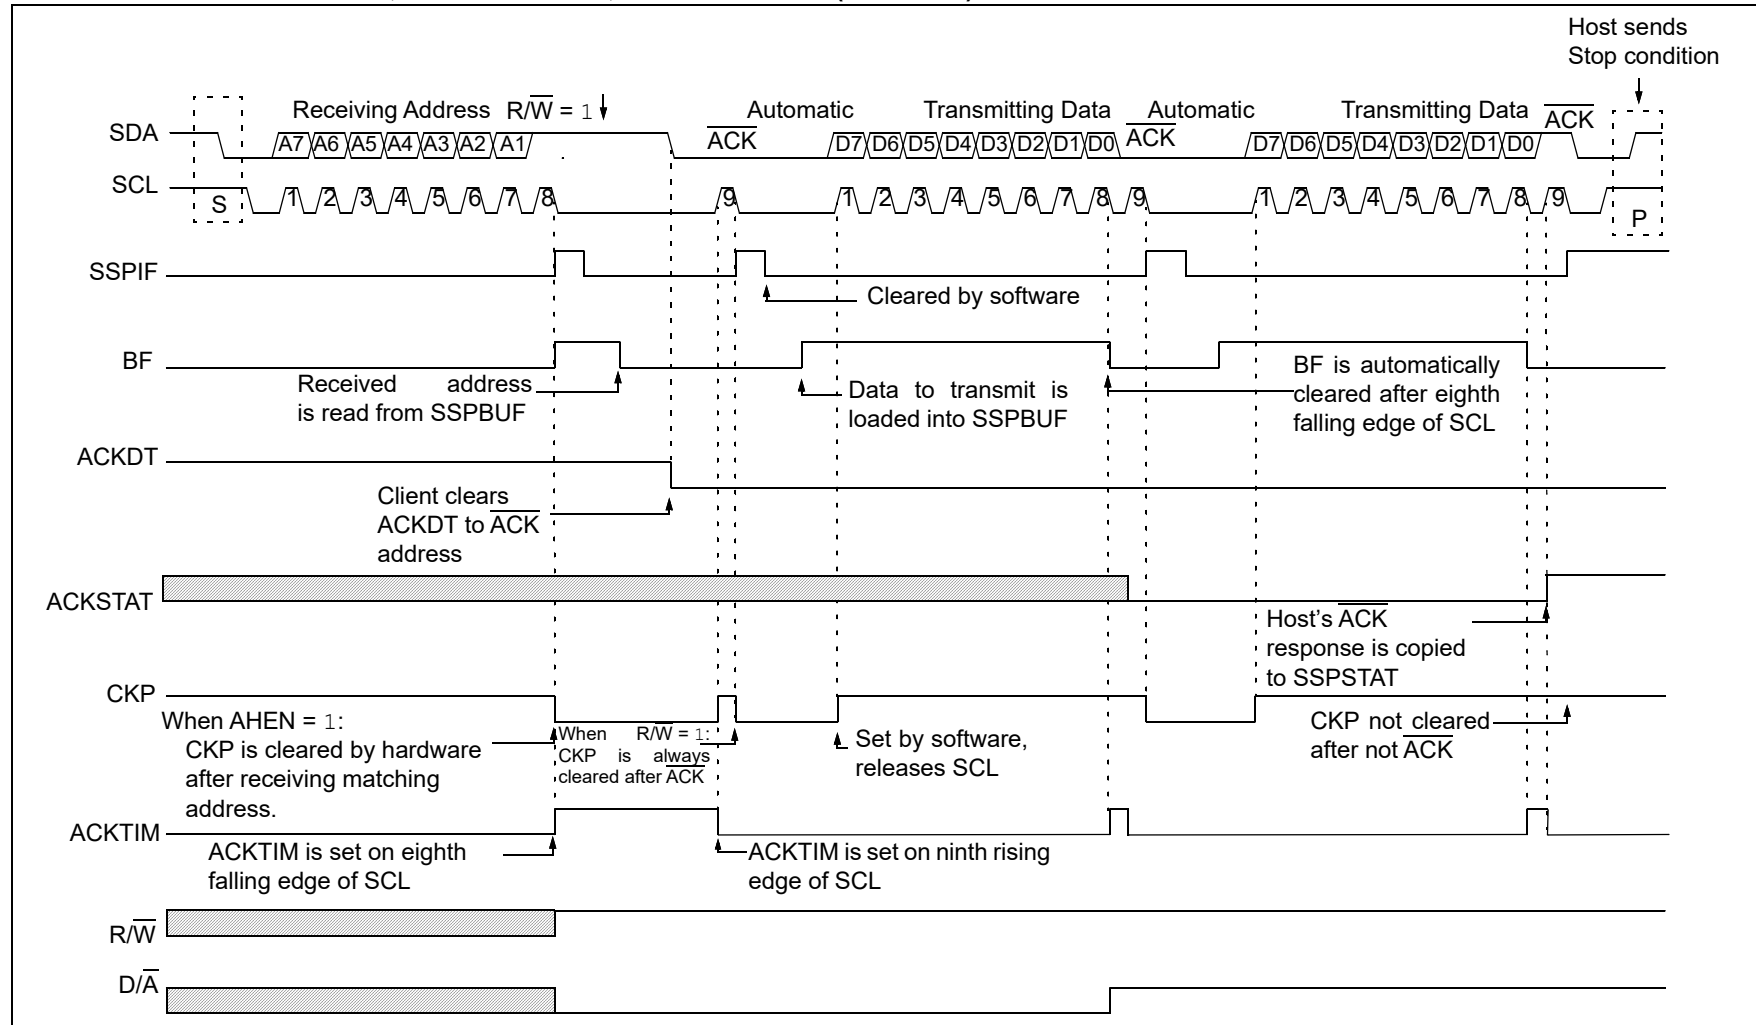 Host sends
Stop condition
Receiving Address R/W = 1
Automatic
Transmitting Data
Automatic
Transmitting Data
ACK
ACK
ACK
SDA
A7 A6 A5 A4 A3 A2 A1
D7 D6 D5 D4 D3 D2 D1 D0
D7 D6 D5 D4 D3 D2 D1 D0
SCL
S
1 2 3 4 5 6 7 8 9
1 2 3 4 5 6 7 8 9
1 2 3 4 5 6 7 8 9
P
SSPIF
Cleared by software
BF
Received address
is read from SSPBUF
Data to transmit is
loaded into SSPBUF
BF is automatically
cleared after eighth
falling edge of SCL
ACKDT
Client clears
ACKDT to ACK
address
ACKSTAT
Host's ACK
response is copied
to SSPSTAT
CKP
When AHEN = 1:
CKP is cleared by hardware
after receiving matching
address.
When R/W = 1:
CKP is always
cleared after ACK
Set by software,
releases SCL
CKP not cleared
after not ACK
ACKTIM
ACKTIM is set on eighth
falling edge of SCL
ACKTIM is set on ninth rising
edge of SCL
R/W
D/A